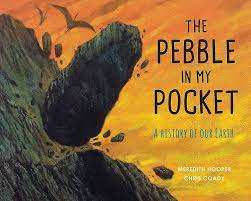 THE
PEBBLE
IN MY
POCKET
A HISTORY OF OUR EARTH
MEREDITH HOOPER
CHRIS COADY